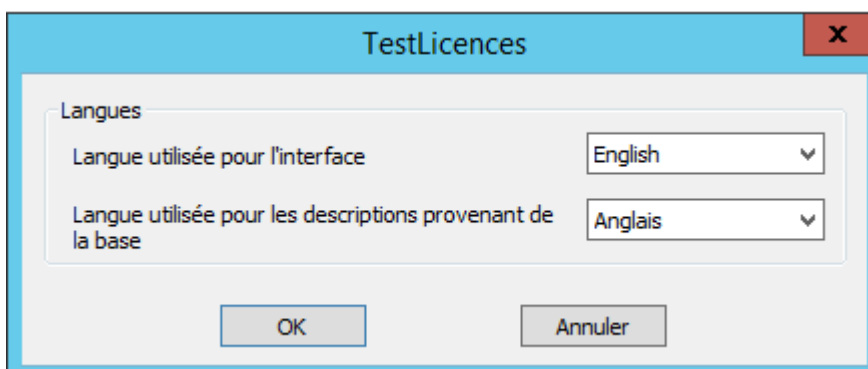 TestLicences
x
Langues
Langue utilisée pour l'interface
English
Langue utilisée pour les descriptions provenant de
la base
Anglais
OK
Annuler